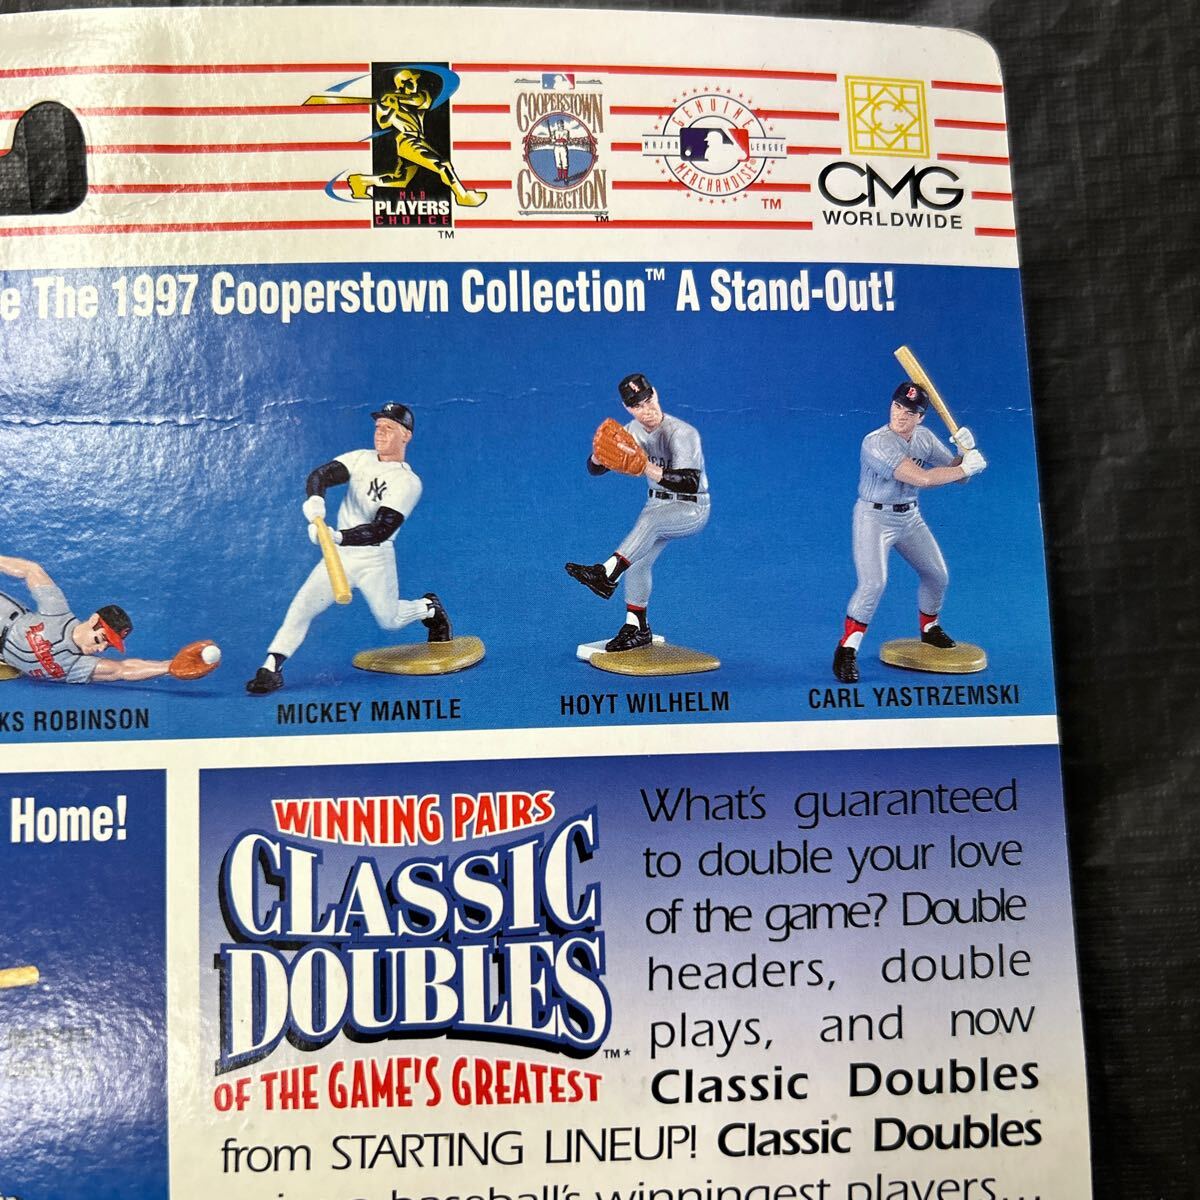 MLB
PLAYERS
CHOICE
TM
COOPERSTOWN
COLLECTION
TM
GENUINE
MAJOR LEAGUE
MERCHANDISE
TM
CMG
WORLDWIDE
e The 1997 Cooperstown Collection™ A Stand-Out!
KS ROBINSON
MICKEY MANTLE
HOYT WILHELM
CARL YASTRZEMSKI
Home!
WINNING PAIRS
CLASSIC
DOUBLES
TM*
OF THE GAME'S GREATEST
What's guaranteed
to double your love
of the game? Double
headers, double
plays, and now
Classic Doubles
from STARTING LINEUP! Classic Doubles
baseball's winningest players...